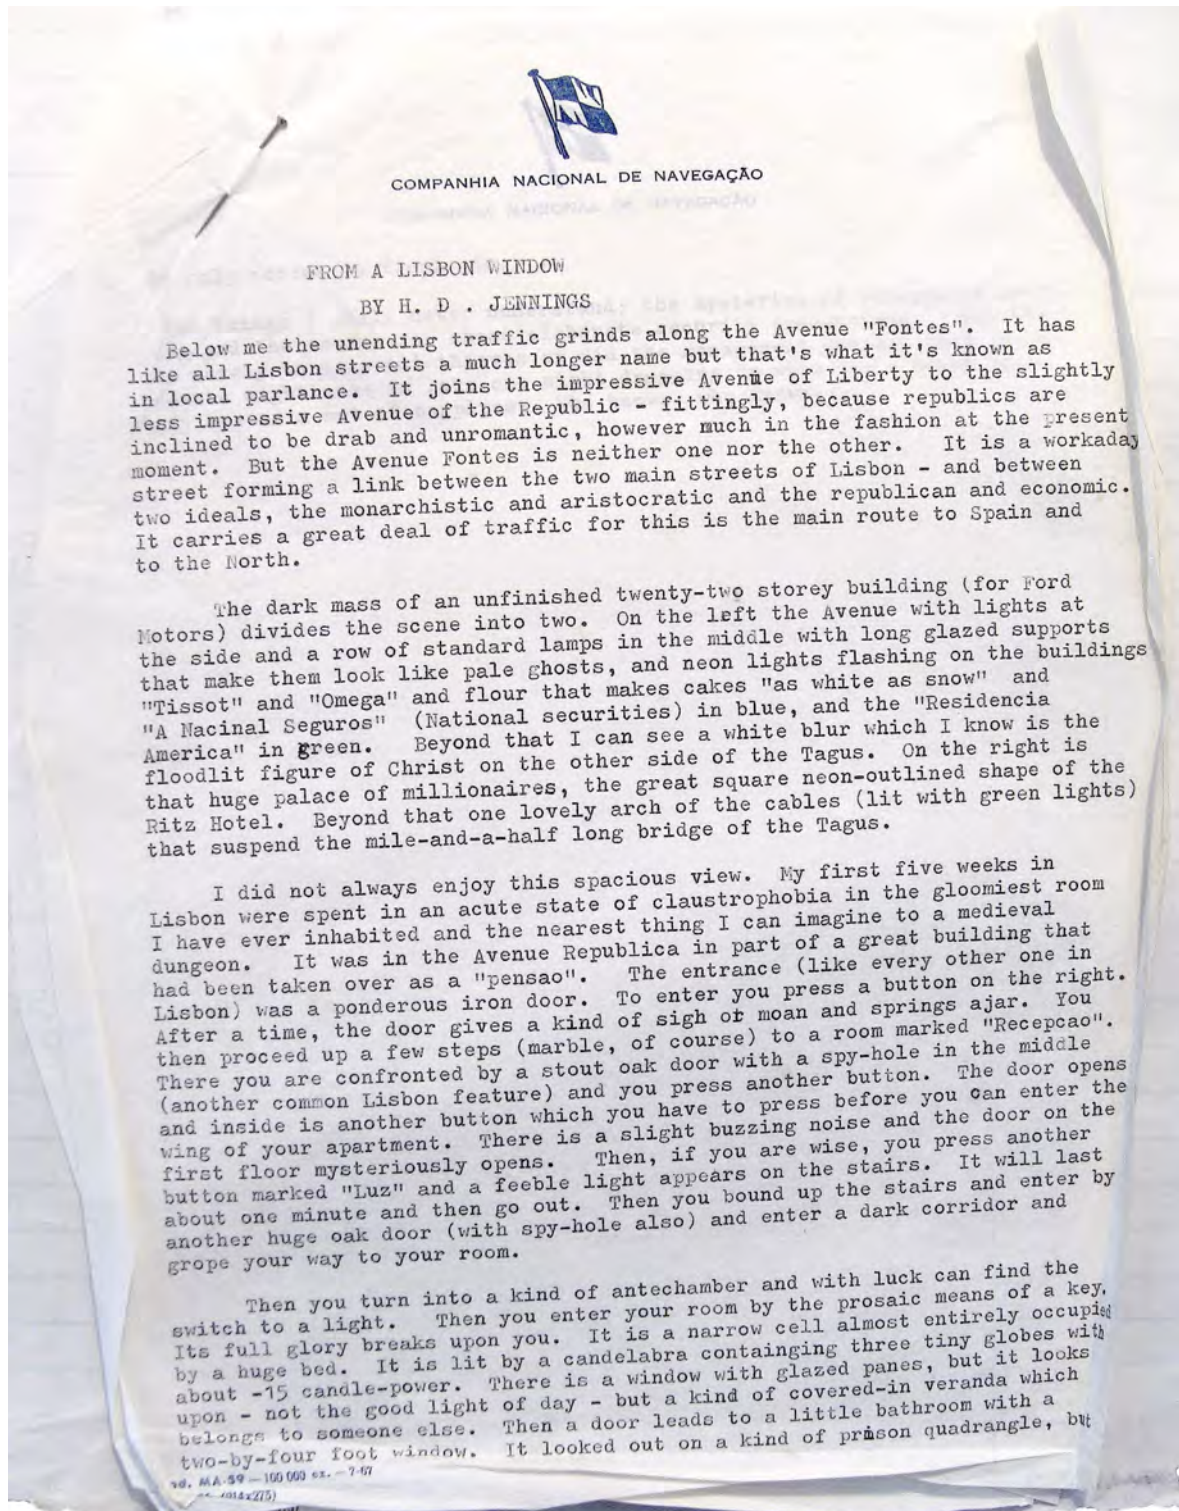 COMPANHIA NACIONAL DE NAVEGAÇÃO
FROM A LISBON WINDOW
BY H. D . JENNINGS
Below me the unending traffic grinds along the Avenue "Fontes". It has
like all Lisbon streets a much longer name but that's what it's known as
in local parlance. It joins the impressive Avenue of Liberty to the slightly
less impressive Avenue of the Republic - fittingly, because republics are
inclined to be drab and unromantic, however much in the fashion at the present
moment. But the Avenue Fontes is neither one nor the other. It is a workaday
street forming a link between the two main streets of Lisbon - and between
two ideals, the monarchistic and aristocratic and the republican and economic.
It carries a great deal of traffic for this is the main route to Spain and
to the North.
The dark mass of an unfinished twenty-two storey building (for Ford
Motors) divides the scene into two. On the left the Avenue with lights at
the side and a row of standard lamps in the middle with long glazed supports
that make them look like pale ghosts, and neon lights flashing on the buildings
"Tissot" and "Omega" and flour that makes cakes "as white as snow" and
"A Nacinal Seguros" (National securities) in blue, and the "Residencia
America" in green. Beyond that I can see a white blur which I know is the
floodlit figure of Christ on the other side of the Tagus. On the right is
that huge palace of millionaires, the great square neon-outlined shape of the
Ritz Hotel. Beyond that one lovely arch of the cables (lit with green lights)
that suspend the mile-and-a-half long bridge of the Tagus.
I did not always enjoy this spacious view. My first five weeks in
Lisbon were spent in an acute state of claustrophobia in the gloomiest room
I have ever inhabited and the nearest thing I can imagine to a medieval
dungeon. It was in the Avenue Republica in part of a great building that
had been taken over as a "pensao". The entrance (like every other one in
Lisbon) was a ponderous iron door. To enter you press a button on the right.
After a time, the door gives a kind of sigh or moan and springs ajar. You
then proceed up a few steps (marble, of course) to a room marked "Recepcao".
There you are confronted by a stout oak door with a spy-hole in the middle
(another common Lisbon feature) and you press another button. The door opens
and inside is another button which you have to press before you can enter the
wing of your apartment. There is a slight buzzing noise and the door on the
first floor mysteriously opens. Then, if you are wise, you press another
button marked "Luz" and a feeble light appears on the stairs. It will last
about one minute and then go out. Then you bound up the stairs and enter by
another huge oak door (with spy-hole also) and enter a dark corridor and
grope your way to your room.
Then you turn into a kind of antechamber and with luck can find the
switch to a light. Then you enter your room by the prosaic means of a key.
Its full glory breaks upon you. It is a narrow cell almost entirely occupied
by a huge bed. It is lit by a candelabra containging three tiny globes with
about -15 candle-power. There is a window with glazed panes, but it looks
upon - not the good light of day - but a kind of covered-in veranda which
belongs to someone else. Then a door leads to a little bathroom with a
two-by-four foot window. It looked out on a kind of prison quadrangle, but
MA-59 — 100 000 ex. — 7-67